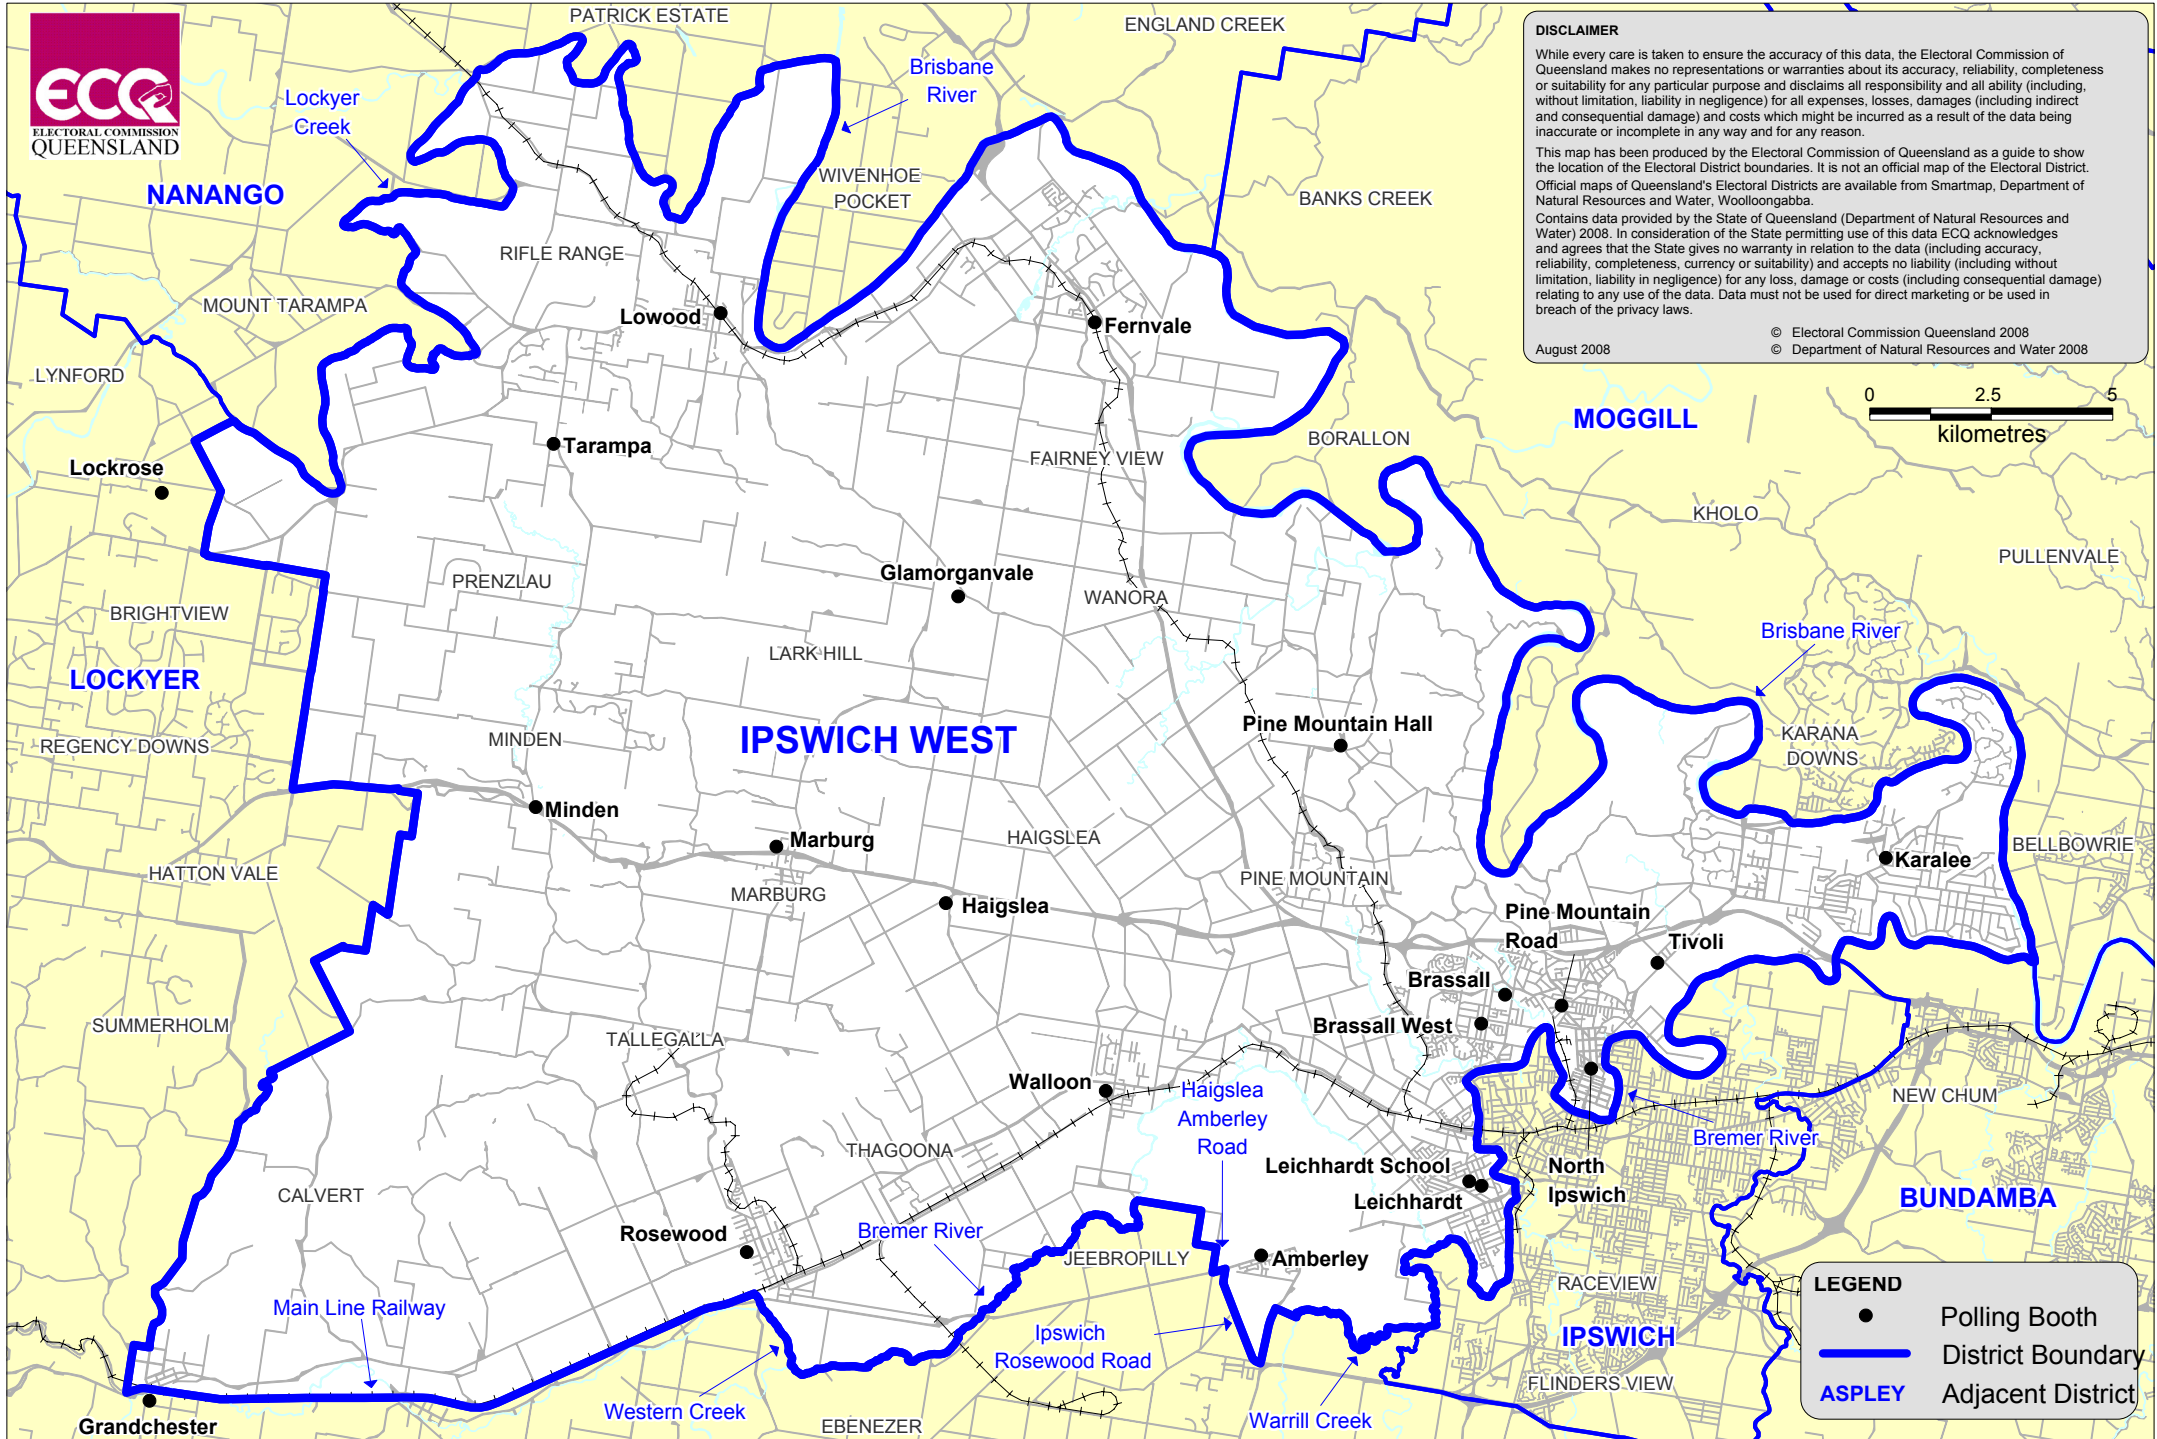 PATRICK ESTATE
ENGLAND CREEK
ECQ
ELECTORAL COMMISSION
QUEENSLAND
Lockyer
Creek
Brisbane
River
NANANGO
WIVENHOE
POCKET
BANKS CREEK
RIFLE RANGE
MOUNT TARAMPA
Lowood
Fernvale
LYNFORD
DISCLAIMER
While every care is taken to ensure the accuracy of this data, the Electoral Commission of
Queensland makes no representations or warranties about its accuracy, reliability, completeness
or suitability for any particular purpose and disclaims all responsibility and all ability (including,
without limitation, liability in negligence) for all expenses, losses, damages (including indirect
and consequential damage) and costs which might be incurred as a result of the data being
inaccurate or incomplete in any way and for any reason.
This map has been produced by the Electoral Commission of Queensland as a guide to show
the location of the Electoral District boundaries. It is not an official map of the Electoral District.
Official maps of Queensland's Electoral Districts are available from Smartmap, Department of
Natural Resources and Water, Woolloongabba.
Contains data provided by the State of Queensland (Department of Natural Resources and
Water) 2008. In consideration of the State permitting use of this data ECQ acknowledges
and agrees that the State gives no warranty in relation to the data (including accuracy,
reliability, completeness, currency or suitability) and accepts no liability (including without
limitation, liability in negligence) for any loss, damage or costs (including consequential damage)
relating to any use of the data. Data must not be used for direct marketing or be used in
breach of the privacy laws.
© Electoral Commission Queensland 2008
August 2008 © Department of Natural Resources and Water 2008
0 2.5 5
kilometres
MOGGILL
BORALLON
Tarampa
FAIRNEY VIEW
Lockrose
KHOLO
PULLENVALE
Glamorganvale
PRENZLAU
WANORA
BRIGHTVIEW
Brisbane River
LARK HILL
LOCKYER
Pine Mountain Hall
IPSWICH WEST
MINDEN
REGENCY DOWNS
KARANA
DOWNS
Minden
Marburg
HAIGSLEA
BELLBOWRIE
Karalee
HATTON VALE
PINE MOUNTAIN
MARBURG
Haigslea
Pine Mountain
Road
Tivoli
Brassall
Brassall West
SUMMERHOLM
TALLEGALLA
Walloon
Haigslea
Amberley
Road
NEW CHUM
Bremer River
THAGOONA
Leichhardt School
Leichhardt
North
Ipswich
CALVERT
BUNDAMBA
Rosewood
Bremer River
JEEBROPILLY
Amberley
RACEVIEW
Main Line Railway
Ipswich
Rosewood Road
IPSWICH
FLINDERS VIEW
Western Creek
Warrill Creek
Grandchester
EBENEZER
LEGEND
Polling Booth
District Boundary
ASPLEY Adjacent District